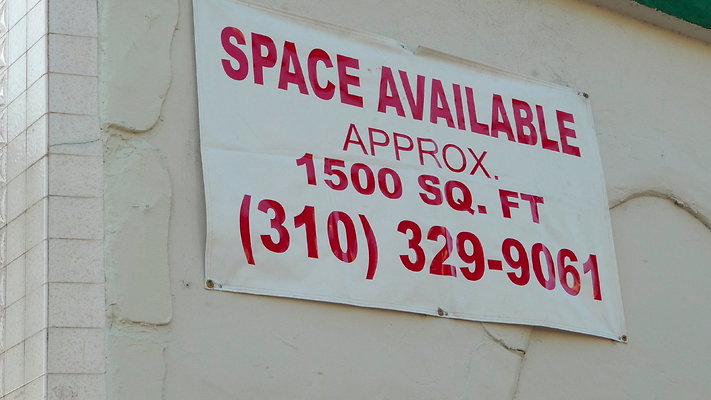 SPACE AVAILABLE
APPROX.
1500 SQ. FT
(310) 329-9061